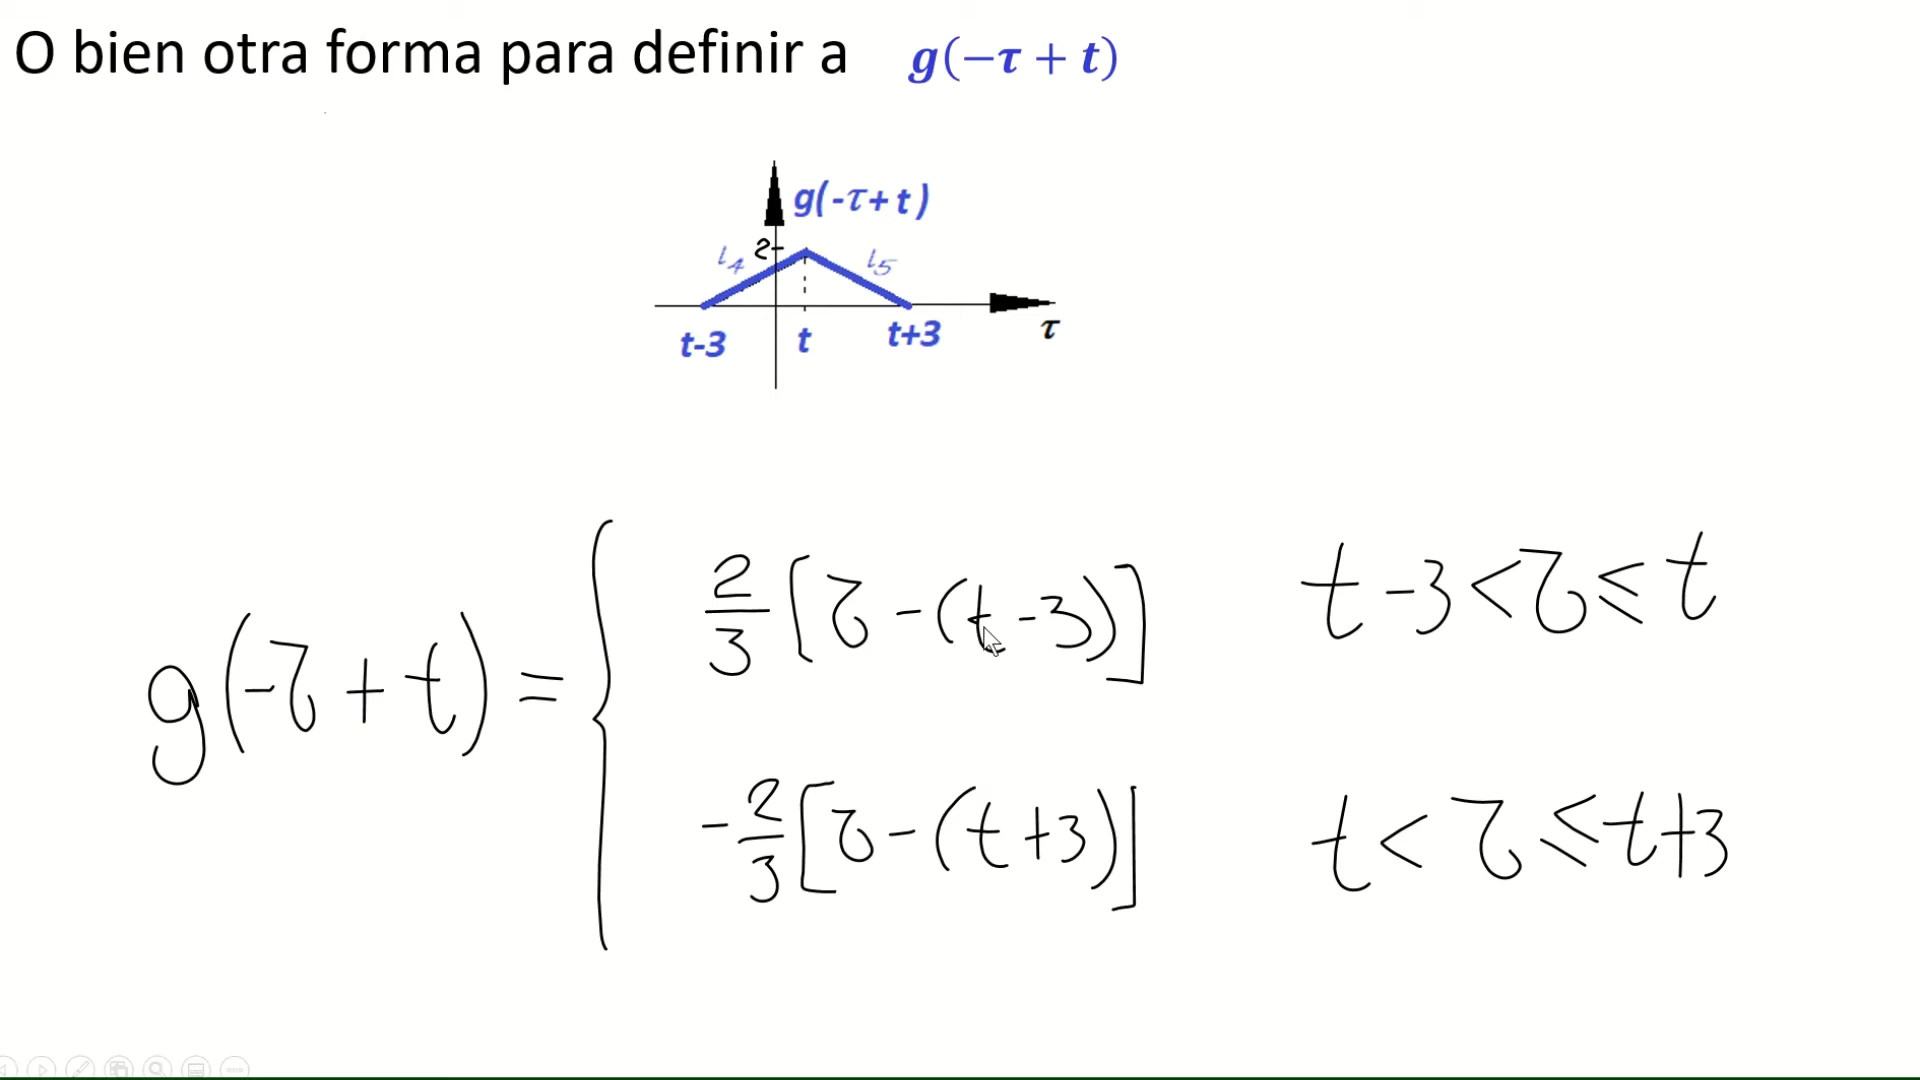 O bien otra forma para definir a g(−τ + t)
g(-τ+ t )
l4 2 l5
t-3 t t+3 τ
2/3 [τ - (t - 3)] t - 3 < τ ≤ t
g(-τ + t) = {
-2/3 [τ - (t + 3)] t < τ ≤ t+3